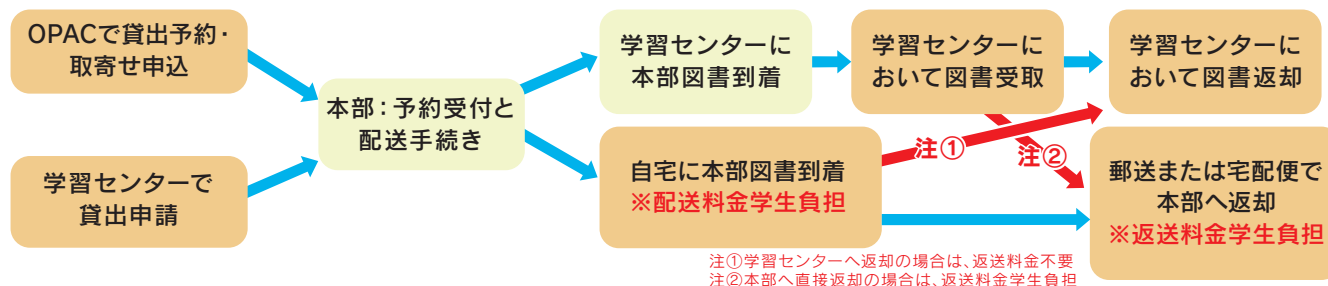 OPACで貸出予約・
取寄せ申込
学習センターで
貸出申請
本部：予約受付と
配送手続き
学習センターに
本部図書到着
学習センターに
おいて図書受取
学習センターに
おいて図書返却
自宅に本部図書到着
※配送料金学生負担
注①
注②
郵送または宅配便で
本部へ返却
※返送料金学生負担
注①学習センターへ返却の場合は、返送料金不要
注②本部へ直接返却の場合は、返送料金学生負担